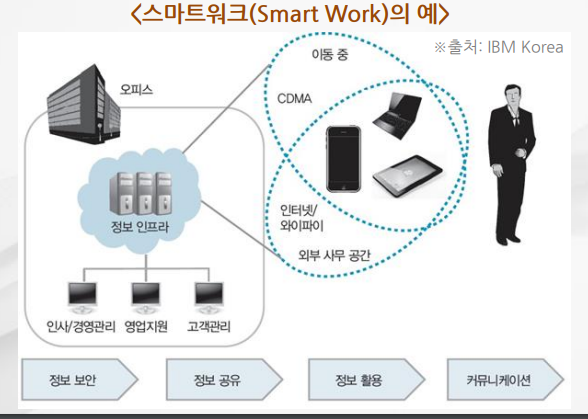 <스마트워크(Smart Work)의 예>
※출처: IBM Korea
이동 중
오피스
CDMA
인터넷/
와이파이
정보 인프라
외부 사무 공간
인사/경영관리
영업지원
고객관리
정보 보안
정보 공유
정보 활용
커뮤니케이션